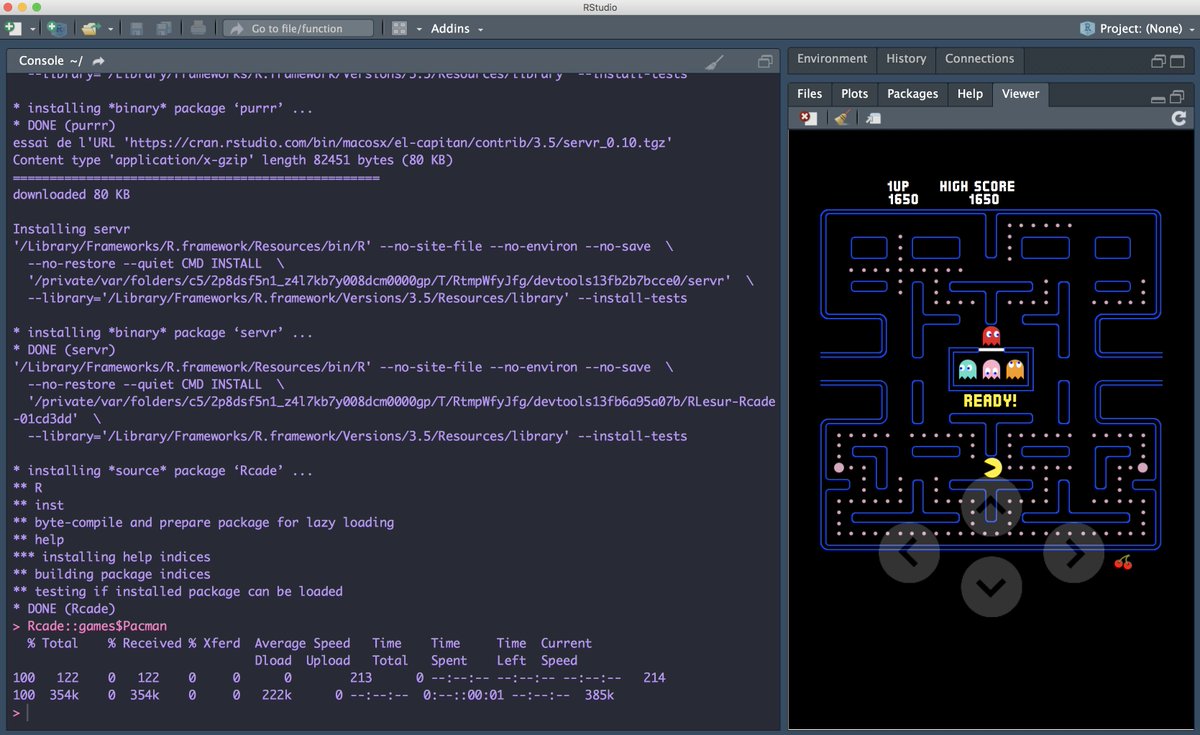 RStudio
Go to file/function
Addins
Project: (None)
Console ~/
--library='/Library/Frameworks/R.framework/Versions/3.5/Resources/library' --install-tests
* installing *binary* package ‘purrr’ ...
* DONE (purrr)
essai de l'URL 'https://cran.rstudio.com/bin/macosx/el-capitan/contrib/3.5/servr_0.10.tgz'
Content type 'application/x-gzip' length 82451 bytes (80 KB)
==================================================
downloaded 80 KB
Installing servr
'/Library/Frameworks/R.framework/Resources/bin/R' --no-site-file --no-environ --no-save  \
--no-restore --quiet CMD INSTALL  \
'/private/var/folders/c5/2p8dsf5n1_z4l7kb7y008dcm0000gp/T/RtmpWfyJfg/devtools13fb2b7bcce0/servr'  \
--library='/Library/Frameworks/R.framework/Versions/3.5/Resources/library' --install-tests
* installing *binary* package ‘servr’ ...
* DONE (servr)
'/Library/Frameworks/R.framework/Resources/bin/R' --no-site-file --no-environ --no-save  \
--no-restore --quiet CMD INSTALL  \
'/private/var/folders/c5/2p8dsf5n1_z4l7kb7y008dcm0000gp/T/RtmpWfyJfg/devtools13fb6a95a07b/RLesur-Rcade
-01cd3dd'  \
--library='/Library/Frameworks/R.framework/Versions/3.5/Resources/library' --install-tests
* installing *source* package ‘Rcade’ ...
** R
** inst
** byte-compile and prepare package for lazy loading
** help
*** installing help indices
** building package indices
** testing if installed package can be loaded
* DONE (Rcade)
> Rcade::games$Pacman
% Total    % Received % Xferd  Average Speed   Time    Time     Time  Current
Dload  Upload   Total   Spent    Left  Speed
100   122    0   122    0     0      0      213      0 --:--:-- --:--:-- --:--:--   214
100  354k    0  354k    0     0   222k      0 --:--:--  0:--::00:01 --:--:--  385k
>
Environment History Connections
Files Plots Packages Help Viewer
1UP HIGH SCORE
1650 1650
READY!